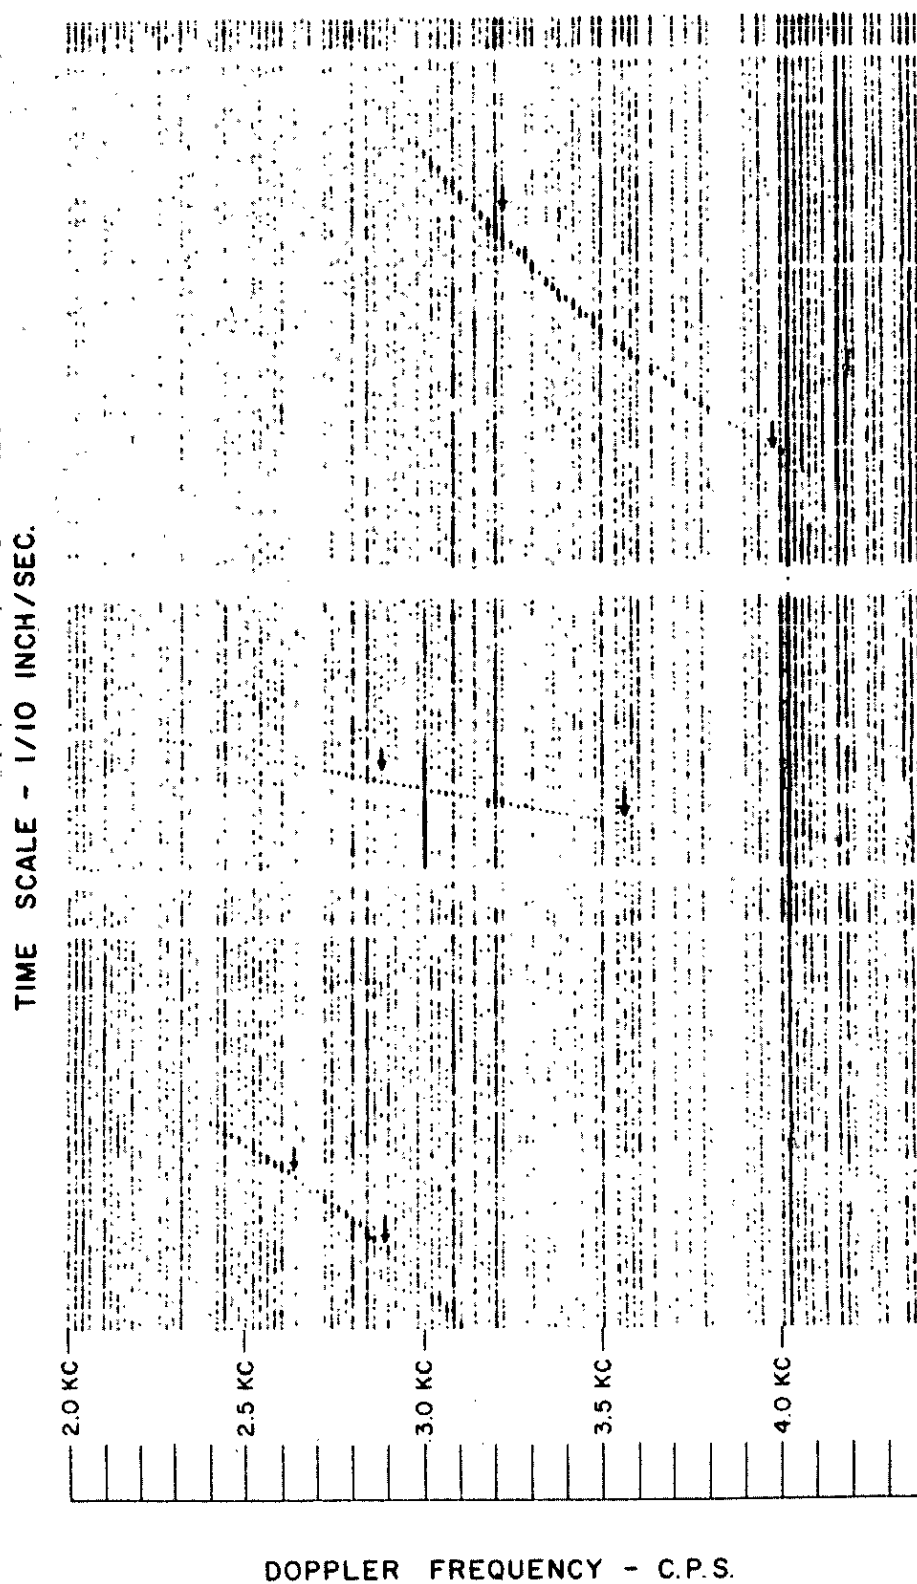 TIME SCALE - 1/10 INCH/SEC.
2.0 KC
2.5 KC
3.0 KC
3.5 KC
4.0 KC
DOPPLER FREQUENCY - C.P.S.